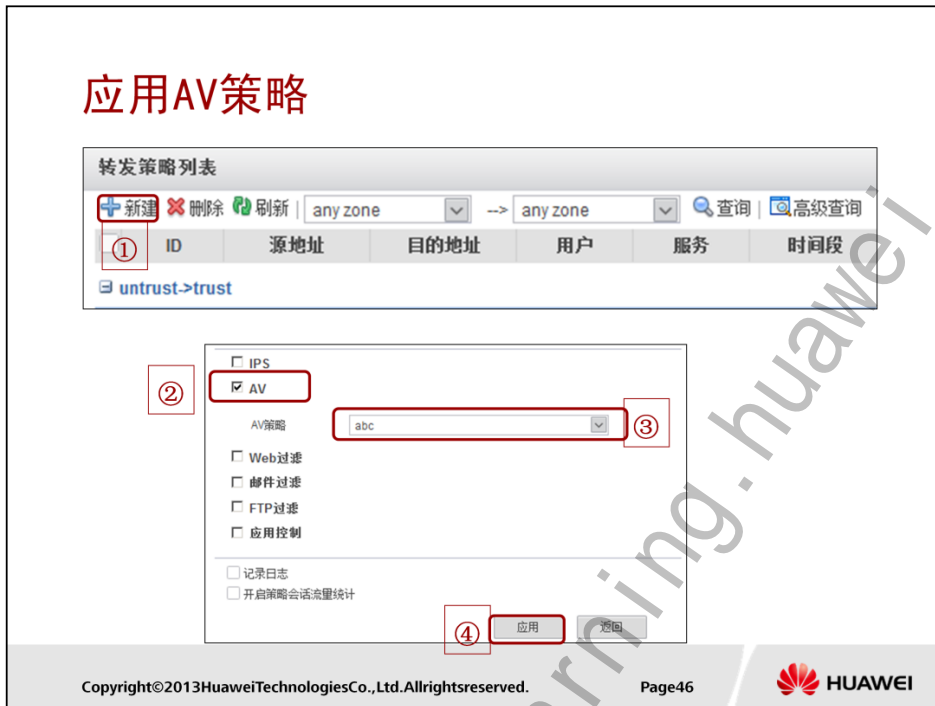 应用AV策略
转发策略列表
新建 删除 刷新 | any zone --> any zone 查询 | 高级查询
① ID 源地址 目的地址 用户 服务 时间段
untrust->trust
IPS
② AV
AV策略 abc ③
Web过滤
邮件过滤
FTP过滤
应用控制
记录日志
开启策略会话流量统计
④ 应用 返回
Copyright©2013HuaweiTechnologiesCo.,Ltd.Allrightsreserved. Page46 HUAWEI
rning.huawei